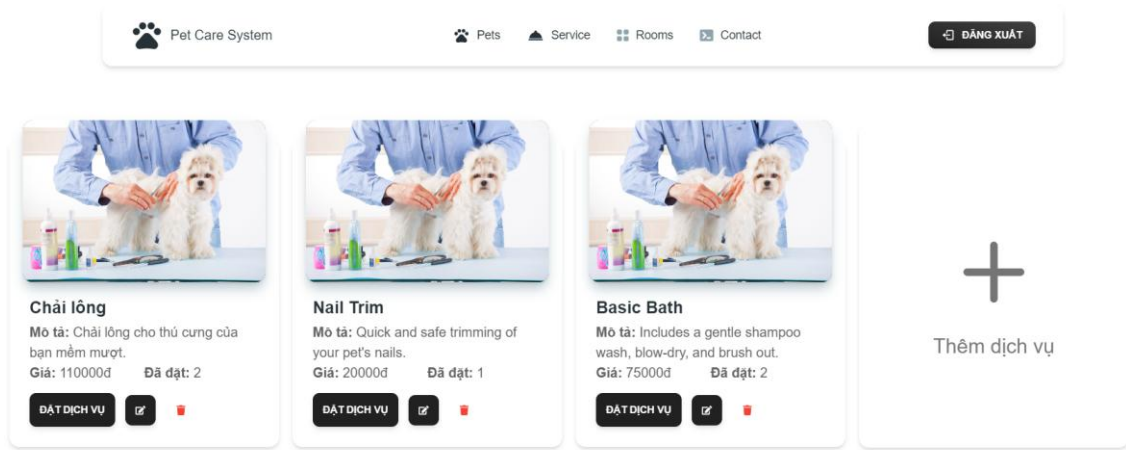 Pet Care System
Pets
Service
Rooms
Contact
ĐĂNG XUẤT
Chải lông
Mô tả: Chải lông cho thú cưng của
bạn mềm mượt.
Giá: 110000đ Đã đặt: 2
ĐẶT DỊCH VỤ
Nail Trim
Mô tả: Quick and safe trimming of
your pet's nails.
Giá: 20000đ Đã đặt: 1
ĐẶT DỊCH VỤ
Basic Bath
Mô tả: Includes a gentle shampoo
wash, blow-dry, and brush out.
Giá: 75000đ Đã đặt: 2
ĐẶT DỊCH VỤ
Thêm dịch vụ